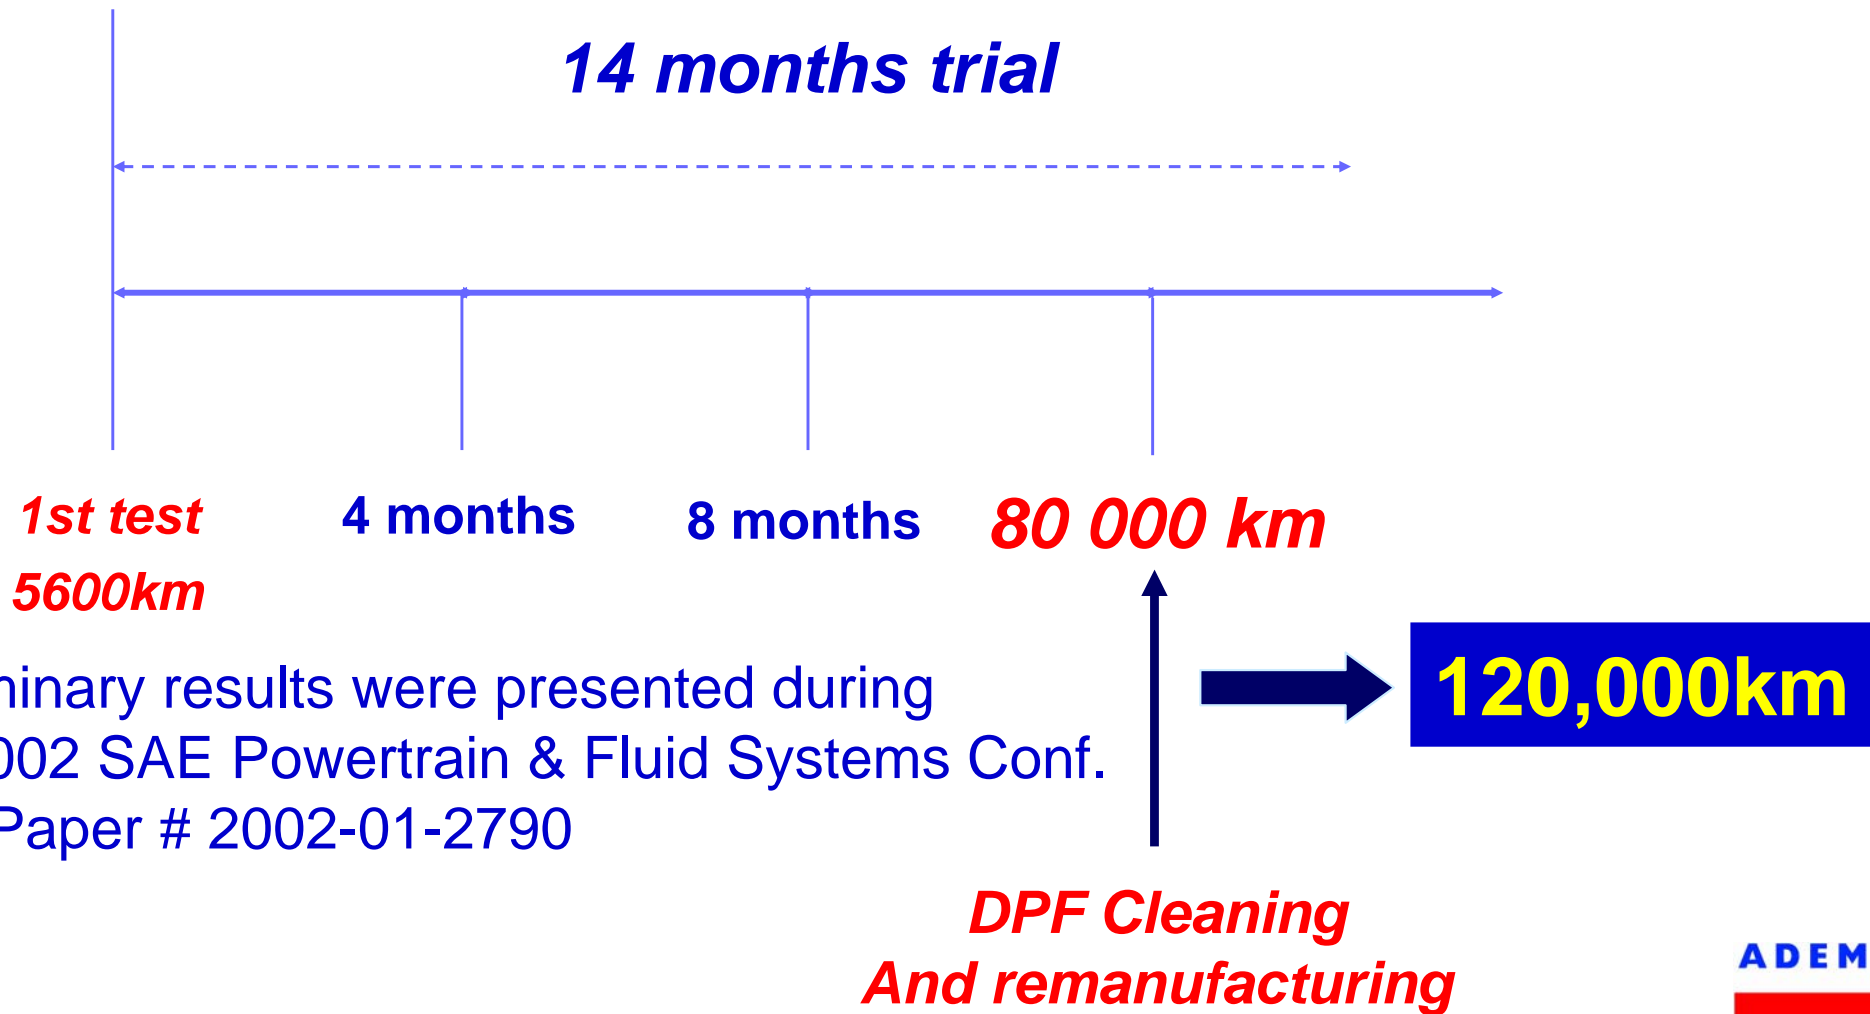 14 months trial
1st test
5600km
4 months
8 months
80 000 km
minary results were presented during
002 SAE Powertrain & Fluid Systems Conf.
Paper # 2002-01-2790
120,000km
DPF Cleaning
And remanufacturing
ADEM